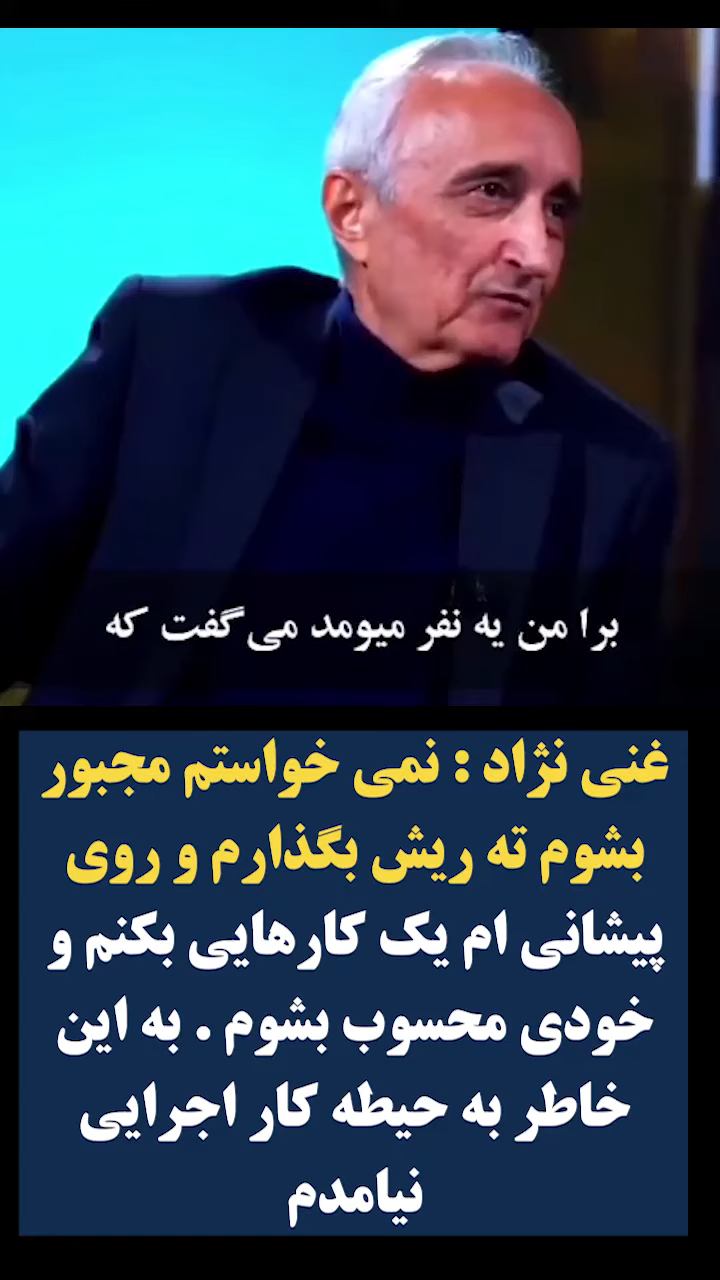 برا من یه نفر میومد می‌گفت که
غنی نژاد : نمی خواستم مجبور
بشوم ته ریش بگذارم و روی
پیشانی ام یک کارهایی بکنم و
خودی محسوب بشوم . به این
خاطر به حیطه کار اجرایی
نیامدم